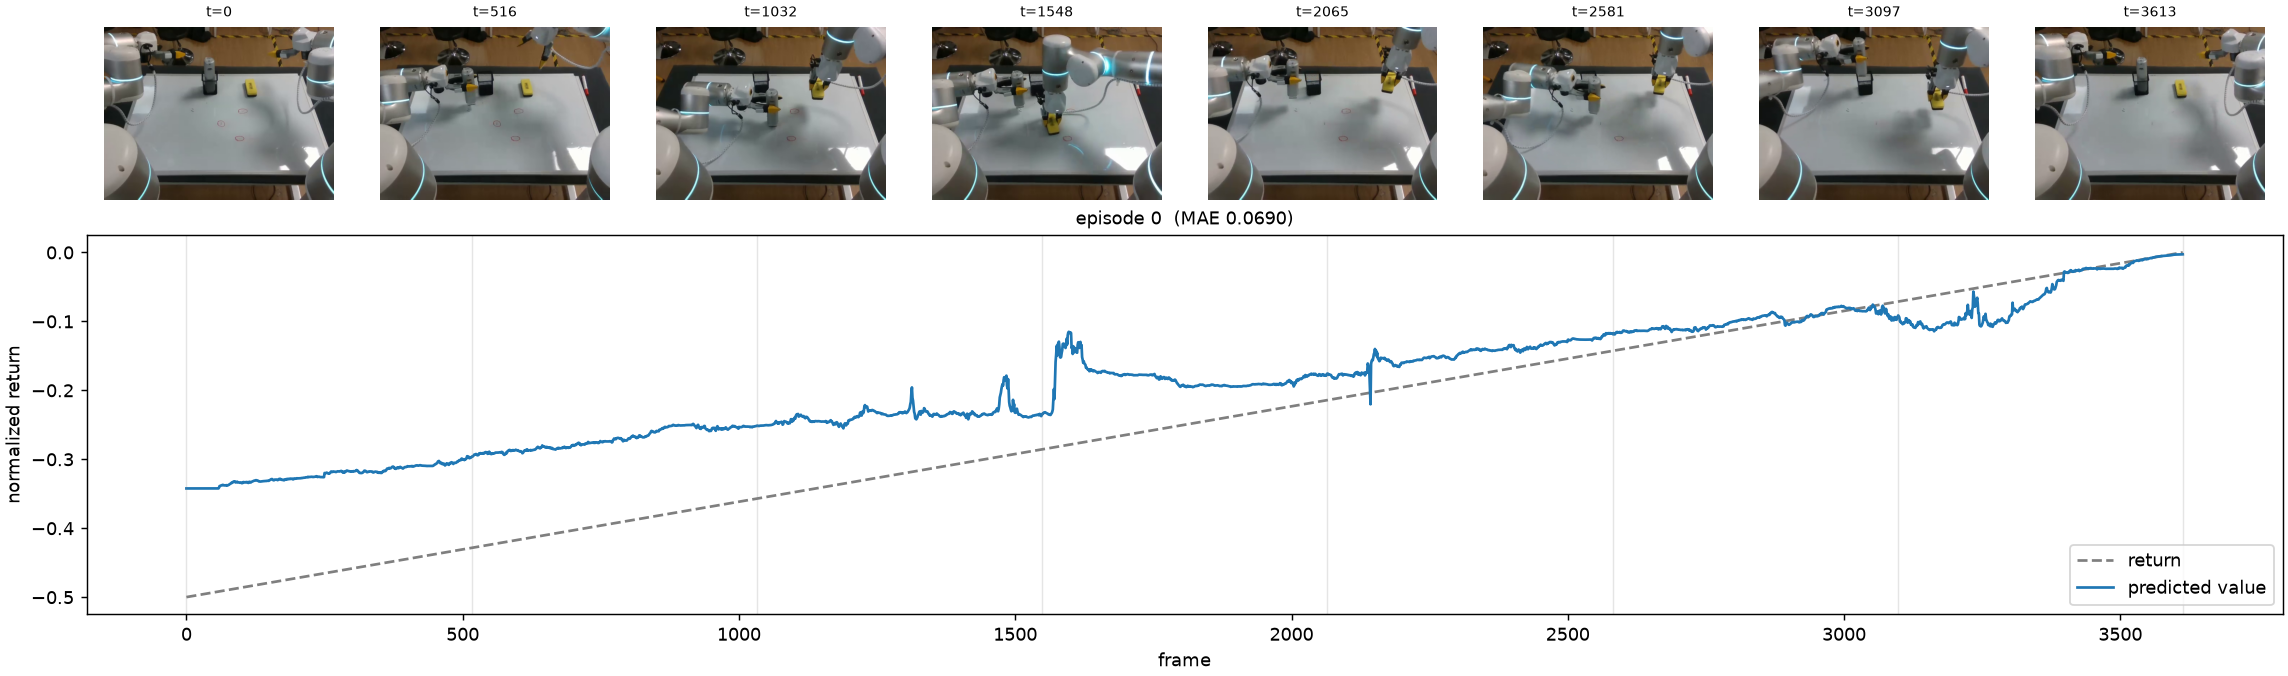 t=0 t=516 t=1032 t=1548 t=2065 t=2581 t=3097 t=3613
episode 0 (MAE 0.0690)
normalized return
0.0
−0.1
−0.2
−0.3
−0.4
−0.5
return
predicted value
0 500 1000 1500 2000 2500 3000 3500
frame